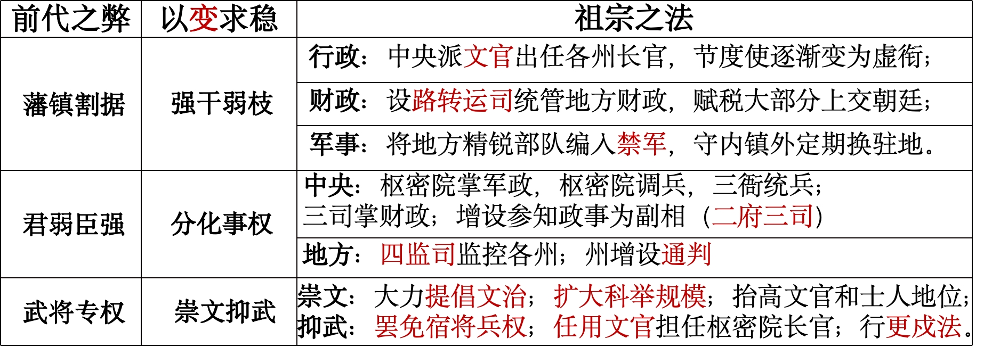 前代之弊 以变求稳 祖宗之法
藩镇割据 强干弱枝
行政：中央派文官出任各州长官，节度使逐渐变为虚衔；
财政：设路转运司统管地方财政，赋税大部分上交朝廷；
军事：将地方精锐部队编入禁军，守内镇外定期换驻地。
君弱臣强 分化事权
中央：枢密院掌军政，枢密院调兵，三衙统兵；
三司掌财政；增设参知政事为副相（二府三司）
地方：四监司监控各州；州增设通判
武将专权 崇文抑武
崇文：大力提倡文治；扩大科举规模；抬高文官和士人地位；
抑武：罢免宿将兵权；任用文官担任枢密院长官；行更戍法。